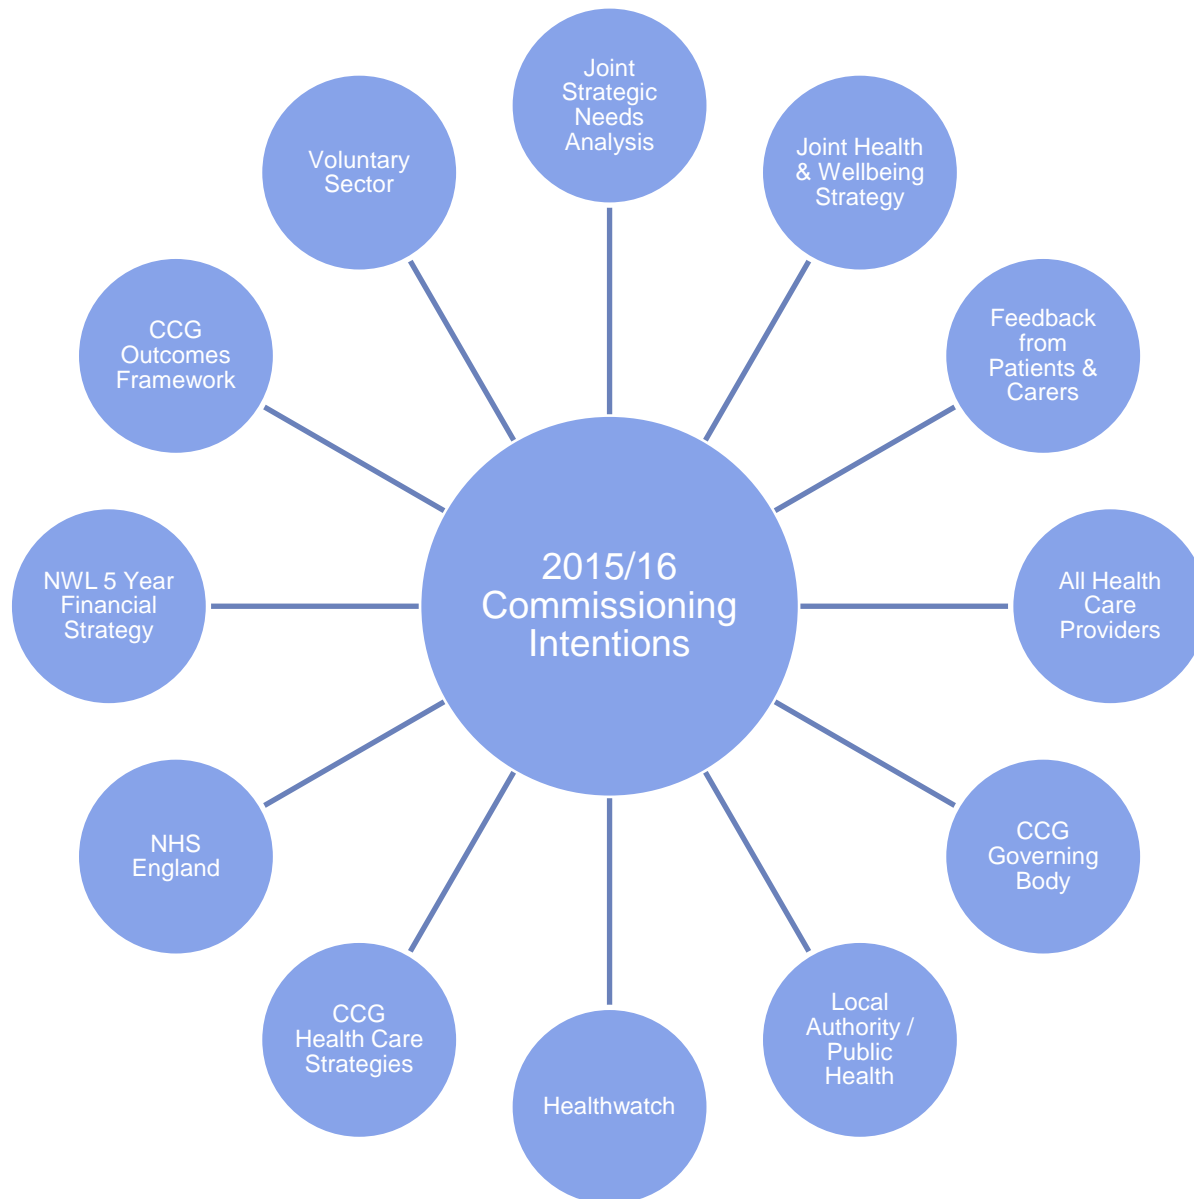 Joint
Strategic
Needs
Analysis
Joint Health
& Wellbeing
Strategy
Feedback
from
Patients &
Carers
All Health
Care
Providers
CCG
Governing
Body
Local
Authority /
Public
Health
Healthwatch
CCG
Health Care
Strategies
NHS
England
NWL 5 Year
Financial
Strategy
CCG
Outcomes
Framework
Voluntary
Sector
2015/16
Commissioning
Intentions